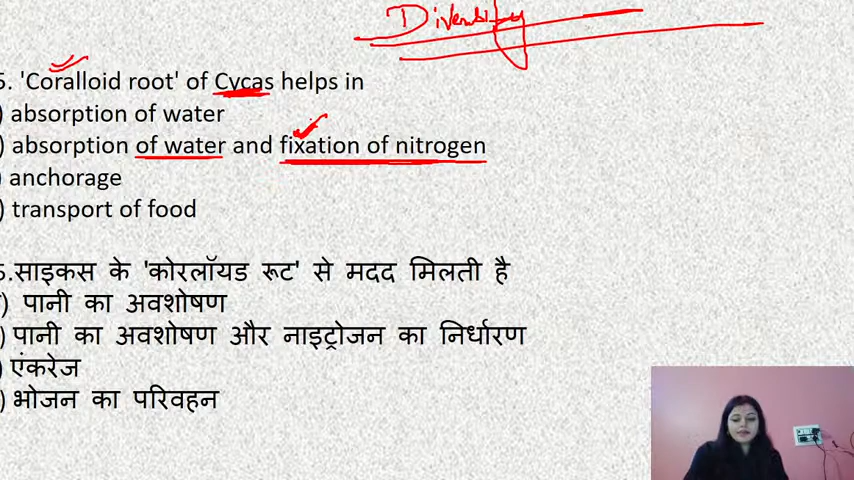 Diversity
5. 'Coralloid root' of Cycas helps in
) absorption of water
) absorption of water and fixation of nitrogen
) anchorage
) transport of food
5.साइकस के 'कोरलॉयड रूट' से मदद मिलती है
) पानी का अवशोषण
) पानी का अवशोषण और नाइट्रोजन का निर्धारण
) एंकरेज
) भोजन का परिवहन